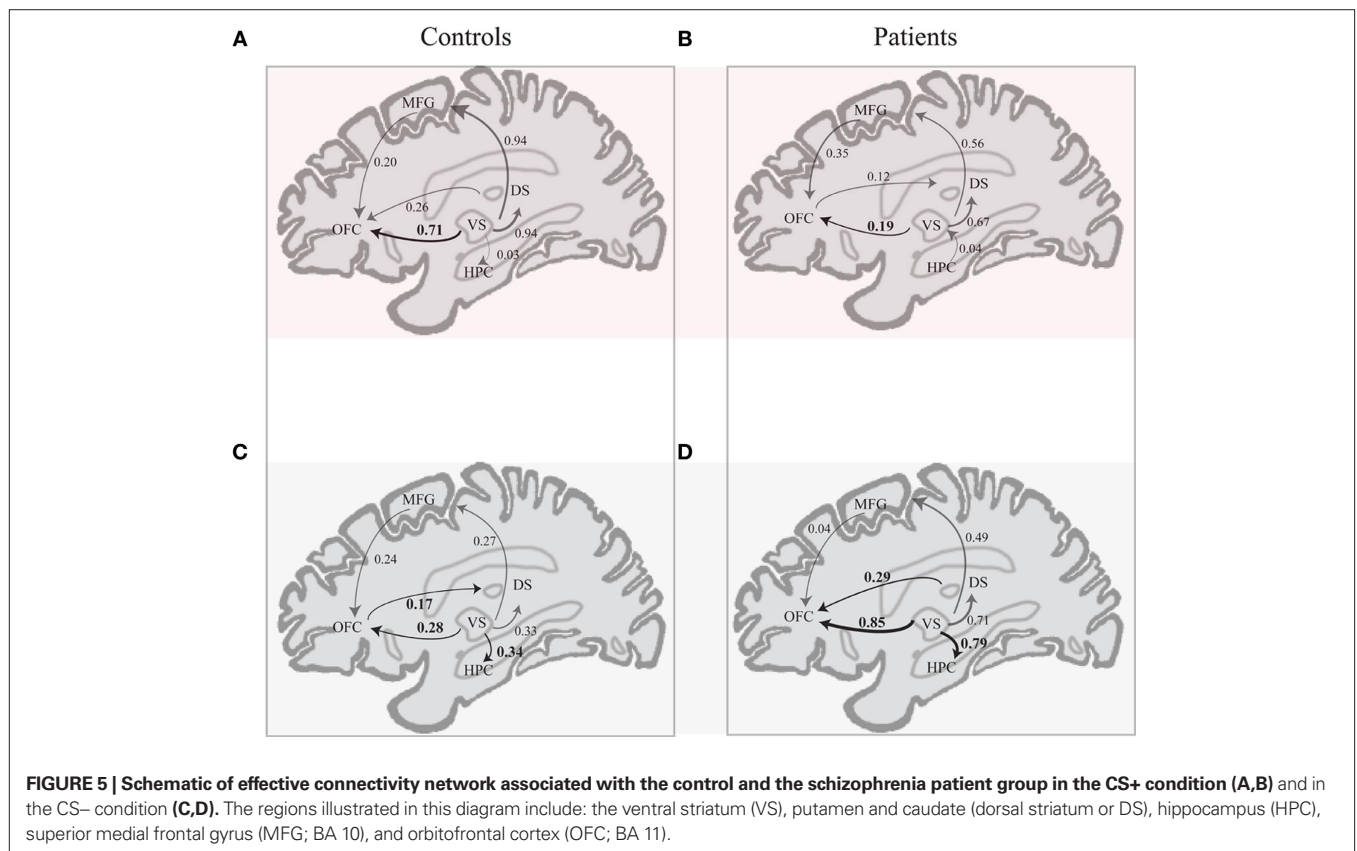 A
Controls
B
Patients
MFG
0.94
0.20
DS
0.26
OFC
0.71
VS
0.94
0.03
HPC
MFG
0.56
0.35
0.12
DS
OFC
0.19
VS
0.67
0.04
HPC
C
D
MFG
0.27
0.24
DS
0.17
OFC
0.28
VS
0.33
0.34
HPC
MFG
0.04
0.49
0.29
DS
OFC
0.85
VS
0.71
0.79
HPC
FIGURE 5 | Schematic of effective connectivity network associated with the control and the schizophrenia patient group in the CS+ condition (A,B) and in
the CS– condition (C,D). The regions illustrated in this diagram include: the ventral striatum (VS), putamen and caudate (dorsal striatum or DS), hippocampus (HPC),
superior medial frontal gyrus (MFG; BA 10), and orbitofrontal cortex (OFC; BA 11).